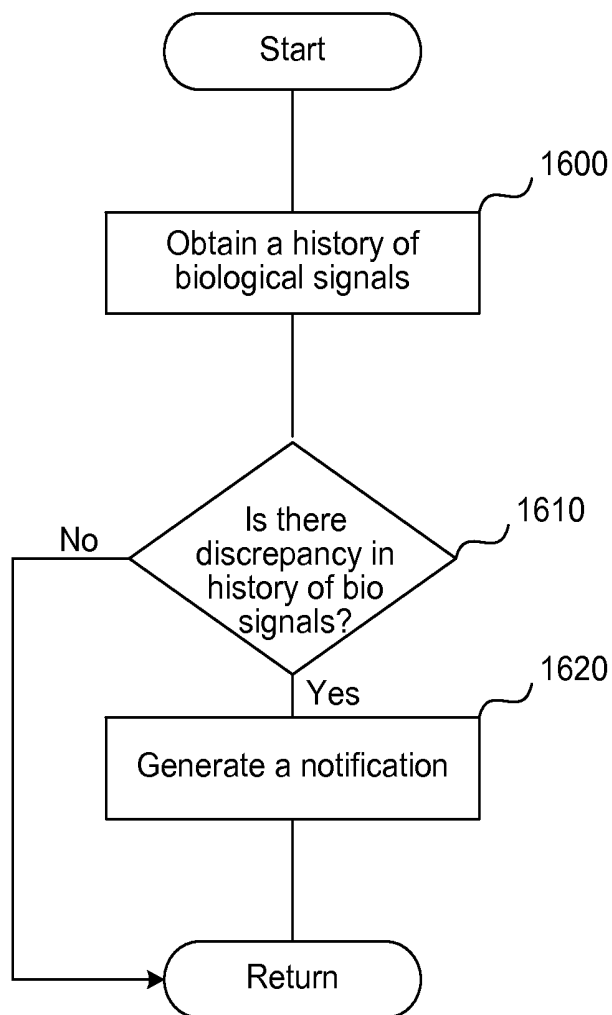 Start
1600
Obtain a history of
biological signals
1610
No
Is there
discrepancy in
history of bio
signals?
Yes
1620
Generate a notification
Return